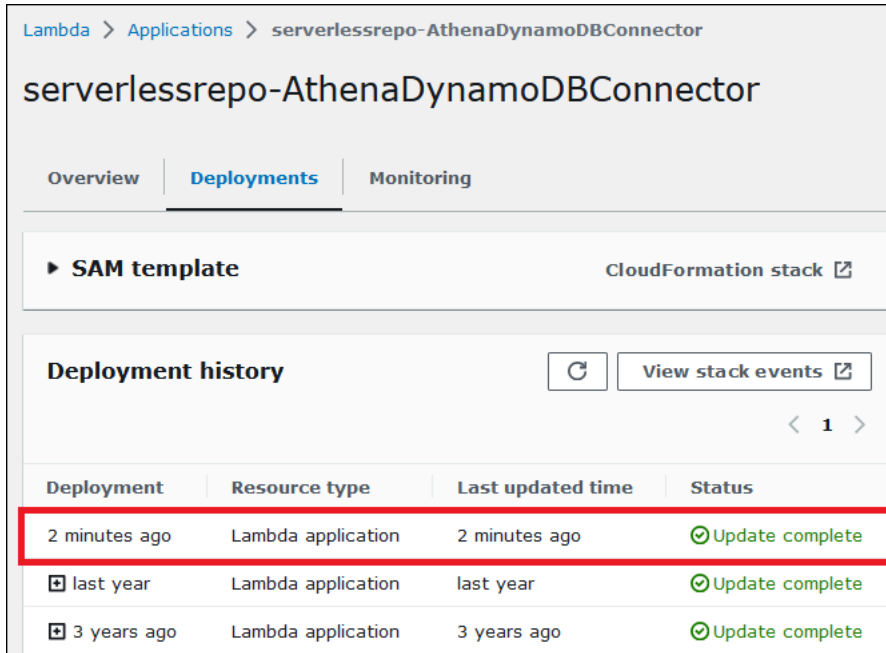 Lambda > Applications > serverlessrepo-AthenaDynamoDBConnector
serverlessrepo-AthenaDynamoDBConnector
Overview Deployments Monitoring
SAM template CloudFormation stack
Deployment history View stack events
< 1 >
Deployment Resource type Last updated time Status
2 minutes ago Lambda application 2 minutes ago Update complete
last year Lambda application last year Update complete
3 years ago Lambda application 3 years ago Update complete